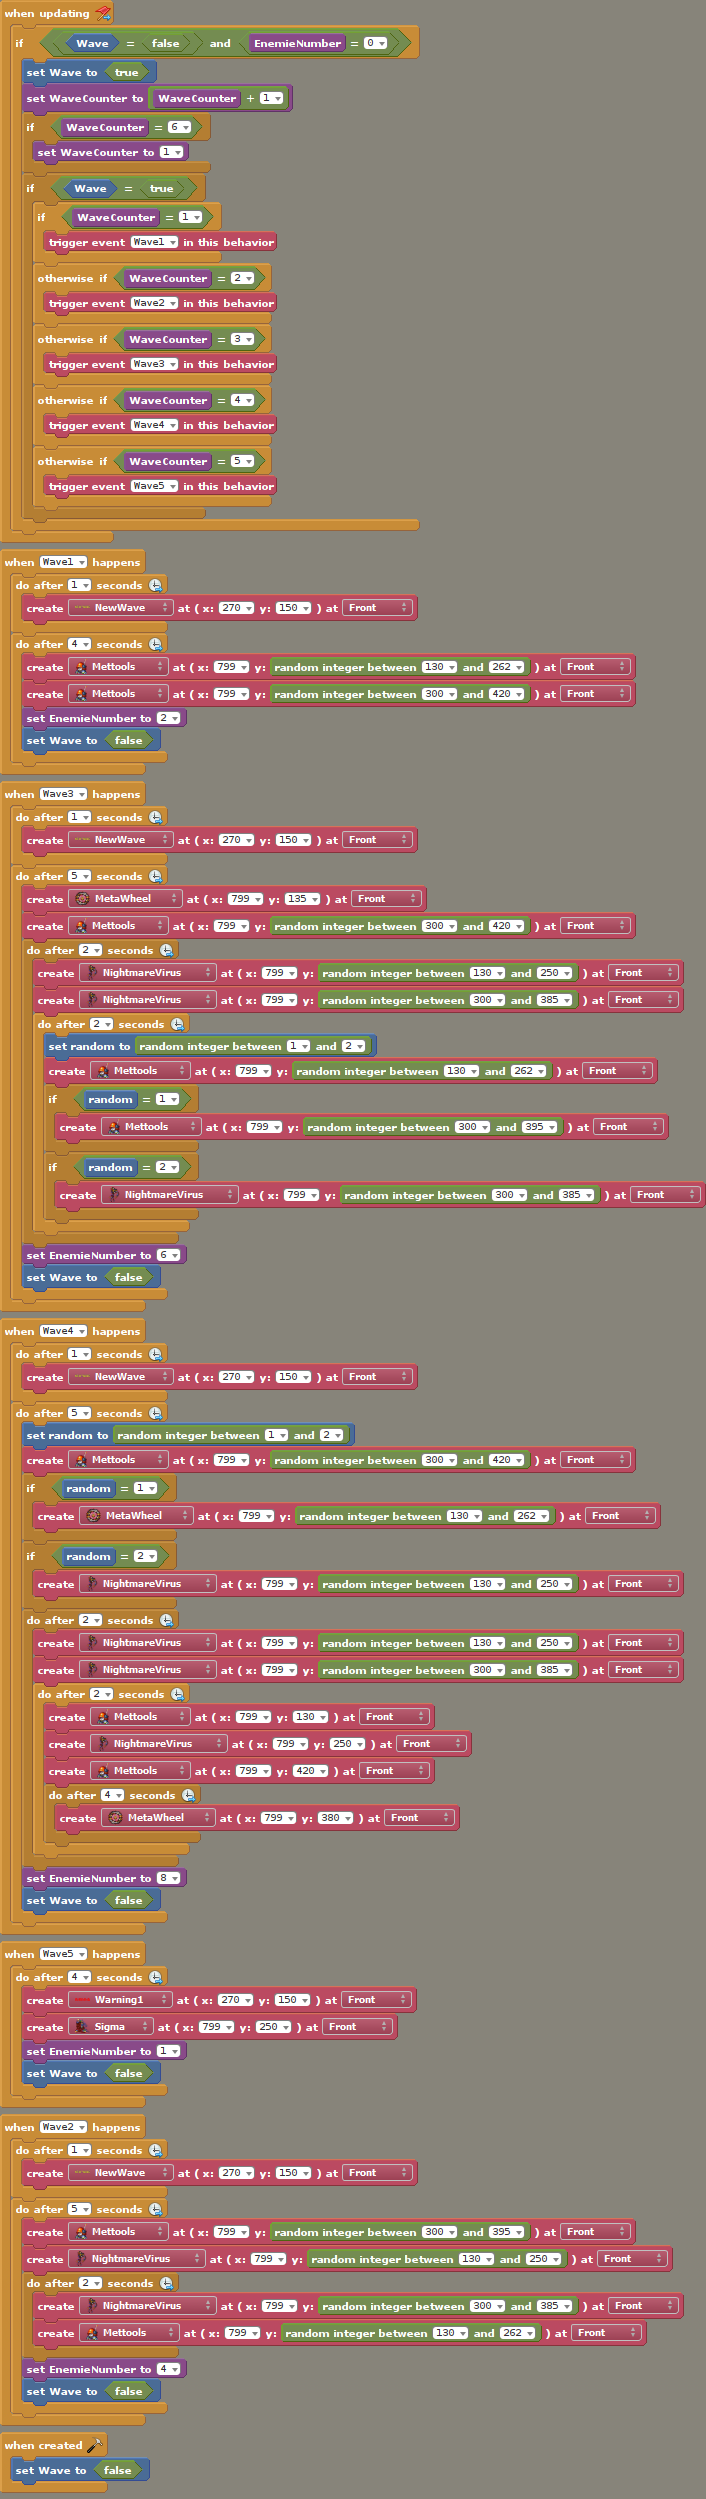 when updating
if Wave = false and EnemieNumber = 0
set Wave to true
set WaveCounter to WaveCounter + 1
if WaveCounter = 6
set WaveCounter to 1
if Wave = true
if WaveCounter = 1
trigger event Wave1 in this behavior
otherwise if WaveCounter = 2
trigger event Wave2 in this behavior
otherwise if WaveCounter = 3
trigger event Wave3 in this behavior
otherwise if WaveCounter = 4
trigger event Wave4 in this behavior
otherwise if WaveCounter = 5
trigger event Wave5 in this behavior
when Wave1 happens
do after 1 seconds
create NewWave at ( x: 270 y: 150 ) at Front
do after 4 seconds
create Mettools at ( x: 799 y: random integer between 130 and 262 ) at Front
create Mettools at ( x: 799 y: random integer between 300 and 420 ) at Front
set EnemieNumber to 2
set Wave to false
when Wave3 happens
do after 1 seconds
create NewWave at ( x: 270 y: 150 ) at Front
do after 5 seconds
create MetaWheel at ( x: 799 y: 135 ) at Front
create Mettools at ( x: 799 y: random integer between 300 and 420 ) at Front
do after 2 seconds
create NightmareVirus at ( x: 799 y: random integer between 130 and 250 ) at Front
create NightmareVirus at ( x: 799 y: random integer between 300 and 385 ) at Front
do after 2 seconds
set random to random integer between 1 and 2
create Mettools at ( x: 799 y: random integer between 130 and 262 ) at Front
if random = 1
create Mettools at ( x: 799 y: random integer between 300 and 395 ) at Front
if random = 2
create NightmareVirus at ( x: 799 y: random integer between 300 and 385 ) at Front
set EnemieNumber to 6
set Wave to false
when Wave4 happens
do after 1 seconds
create NewWave at ( x: 270 y: 150 ) at Front
do after 5 seconds
set random to random integer between 1 and 2
create Mettools at ( x: 799 y: random integer between 300 and 420 ) at Front
if random = 1
create MetaWheel at ( x: 799 y: random integer between 130 and 262 ) at Front
if random = 2
create NightmareVirus at ( x: 799 y: random integer between 130 and 250 ) at Front
do after 2 seconds
create NightmareVirus at ( x: 799 y: random integer between 130 and 250 ) at Front
create NightmareVirus at ( x: 799 y: random integer between 300 and 385 ) at Front
do after 2 seconds
create Mettools at ( x: 799 y: 130 ) at Front
create NightmareVirus at ( x: 799 y: 250 ) at Front
create Mettools at ( x: 799 y: 420 ) at Front
do after 4 seconds
create MetaWheel at ( x: 799 y: 380 ) at Front
set EnemieNumber to 8
set Wave to false
when Wave5 happens
do after 4 seconds
create Warning1 at ( x: 270 y: 150 ) at Front
create Sigma at ( x: 799 y: 250 ) at Front
set EnemieNumber to 1
set Wave to false
when Wave2 happens
do after 1 seconds
create NewWave at ( x: 270 y: 150 ) at Front
do after 5 seconds
create Mettools at ( x: 799 y: random integer between 300 and 395 ) at Front
create NightmareVirus at ( x: 799 y: random integer between 130 and 250 ) at Front
do after 2 seconds
create NightmareVirus at ( x: 799 y: random integer between 300 and 385 ) at Front
create Mettools at ( x: 799 y: random integer between 130 and 262 ) at Front
set EnemieNumber to 4
set Wave to false
when created
set Wave to false